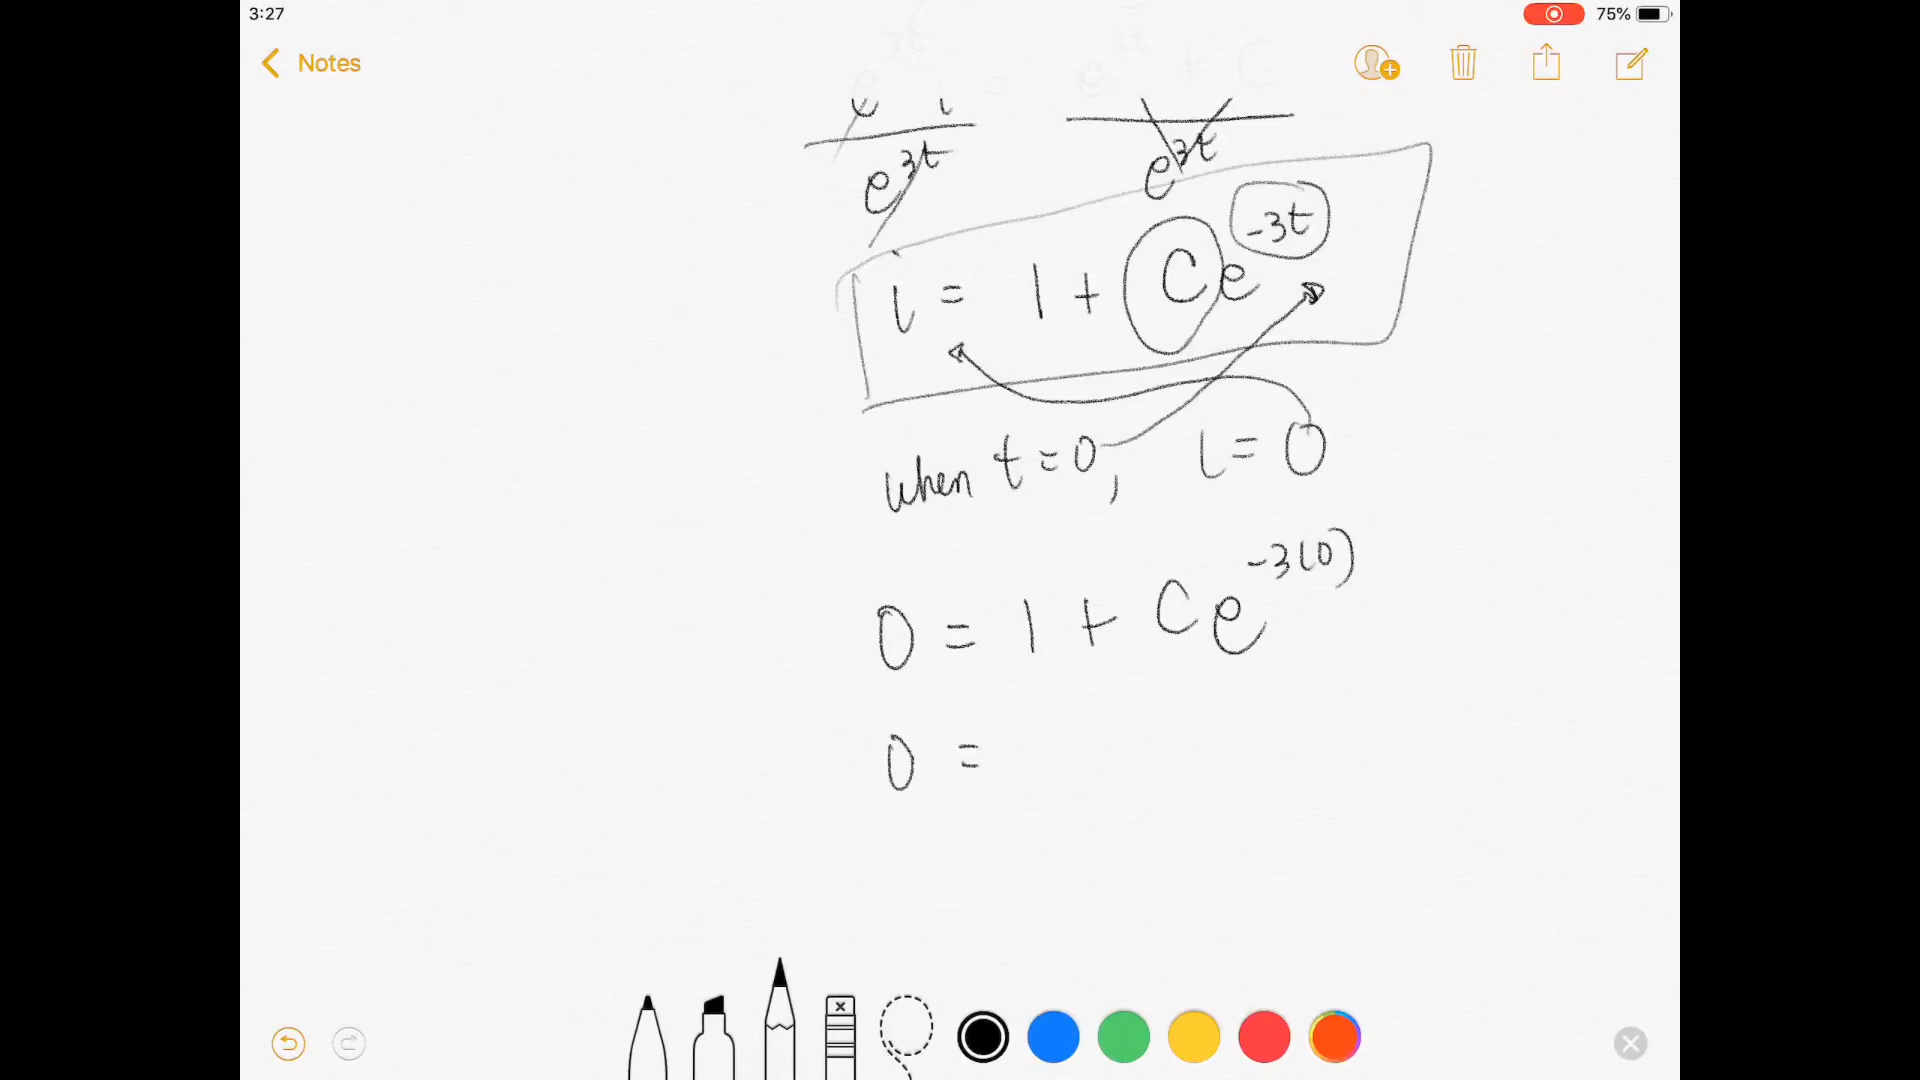 3:27
75%
Notes
e^3t e^3t
i = 1 + Ce^-3t
when t=0, i=0
0 = 1 + Ce^-3(0)
0 =